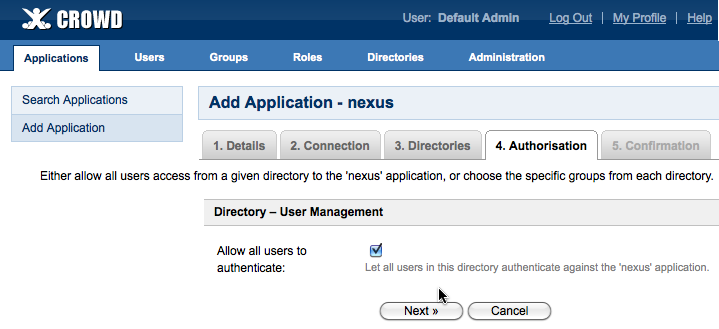 CROWD
User: Default Admin Log Out | My Profile | Help
Applications Users Groups Roles Directories Administration
Search Applications
Add Application
Add Application - nexus
1. Details 2. Connection 3. Directories 4. Authorisation 5. Confirmation
Either allow all users access from a given directory to the 'nexus' application, or choose the specific groups from each directory.
Directory – User Management
Allow all users to
authenticate:
Let all users in this directory authenticate against the 'nexus' application.
Next » Cancel